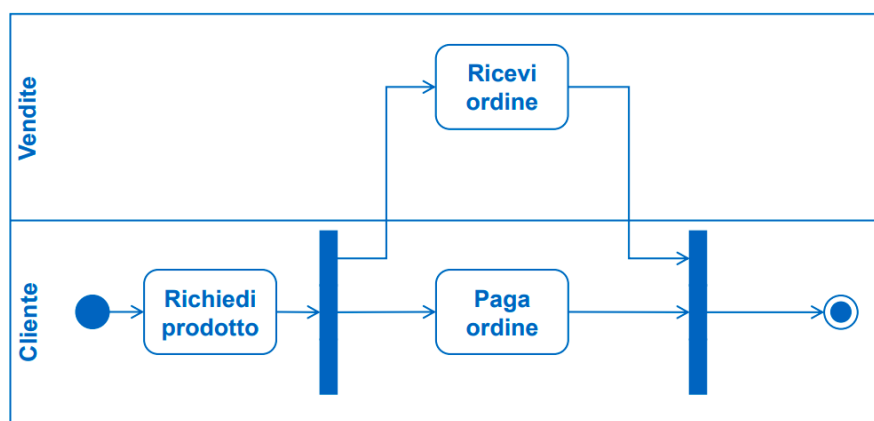 Vendite
Ricevi
ordine
Cliente
Richiedi
prodotto
Paga
ordine